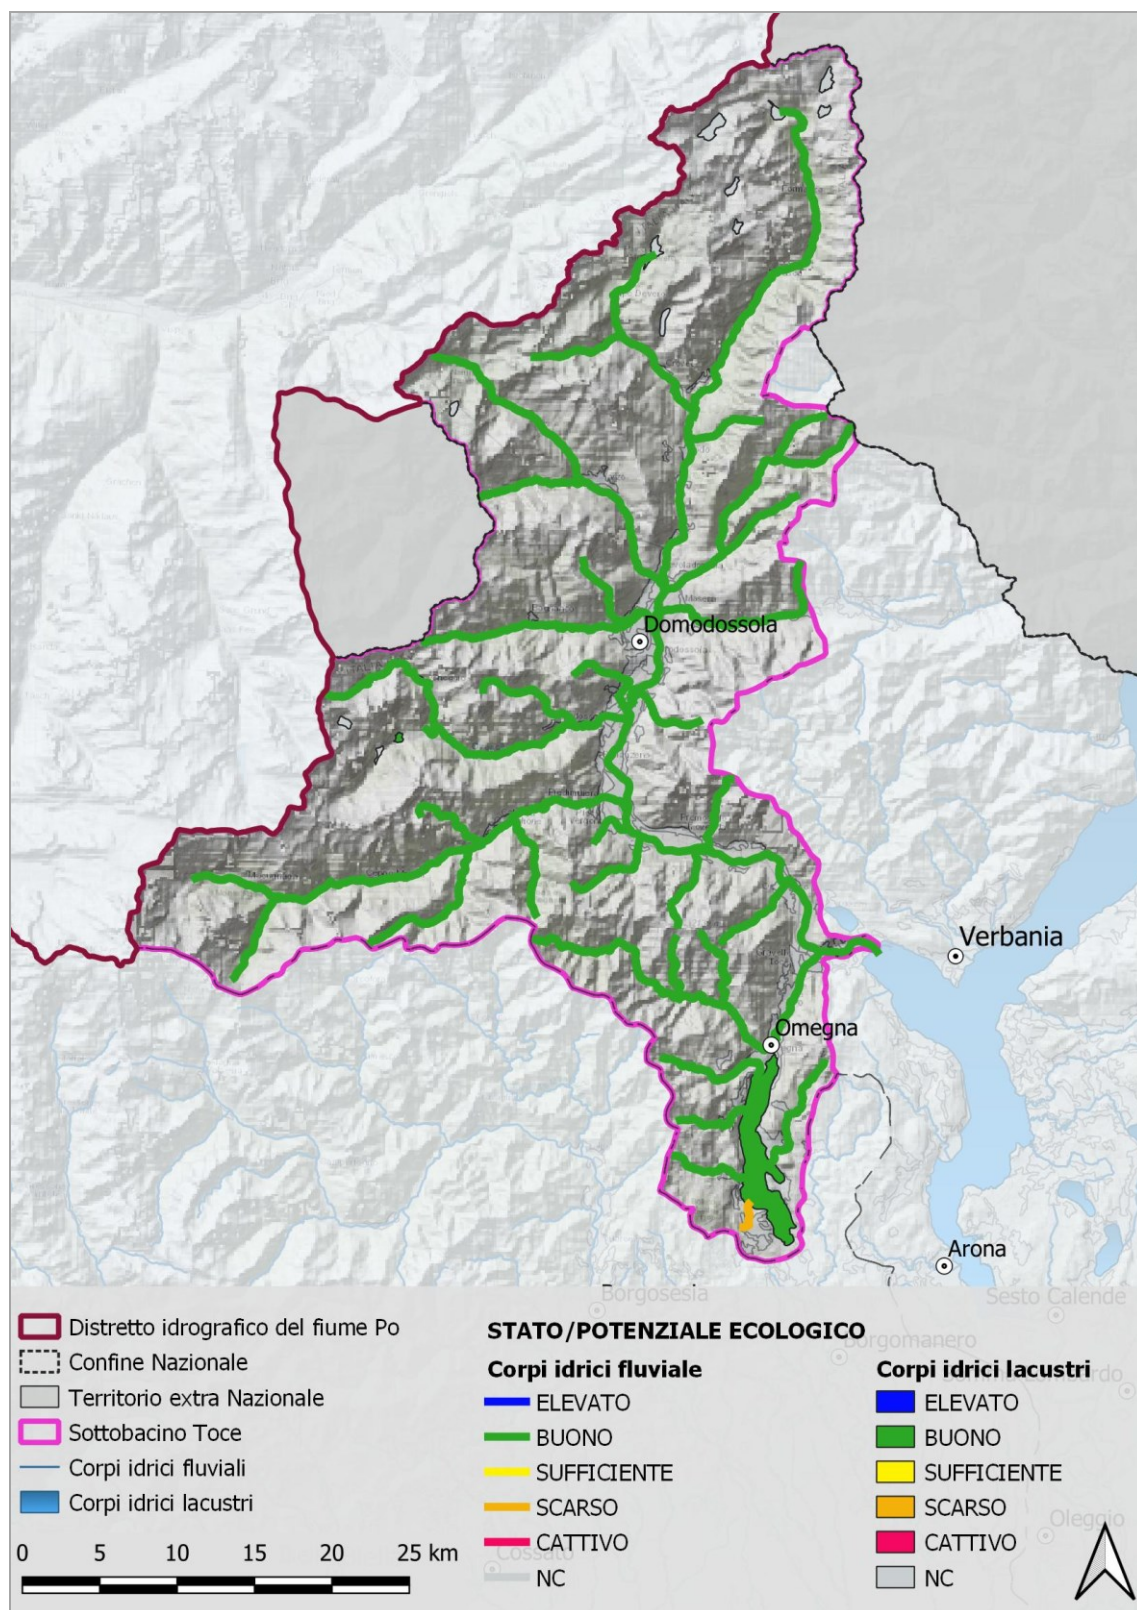 Domodossola
Verbania
Omegna
Arona
Borgosesia
Sesto Calende
Borgomanero
Oleggio
Cossato
Distretto idrografico del fiume Po
Confine Nazionale
Territorio extra Nazionale
Sottobacino Toce
Corpi idrici fluviali
Corpi idrici lacustri
0 5 10 15 20 25 km
STATO/POTENZIALE ECOLOGICO
Corpi idrici fluviale
ELEVATO
BUONO
SUFFICIENTE
SCARSO
CATTIVO
NC
Corpi idrici lacustri
ELEVATO
BUONO
SUFFICIENTE
SCARSO
CATTIVO
NC